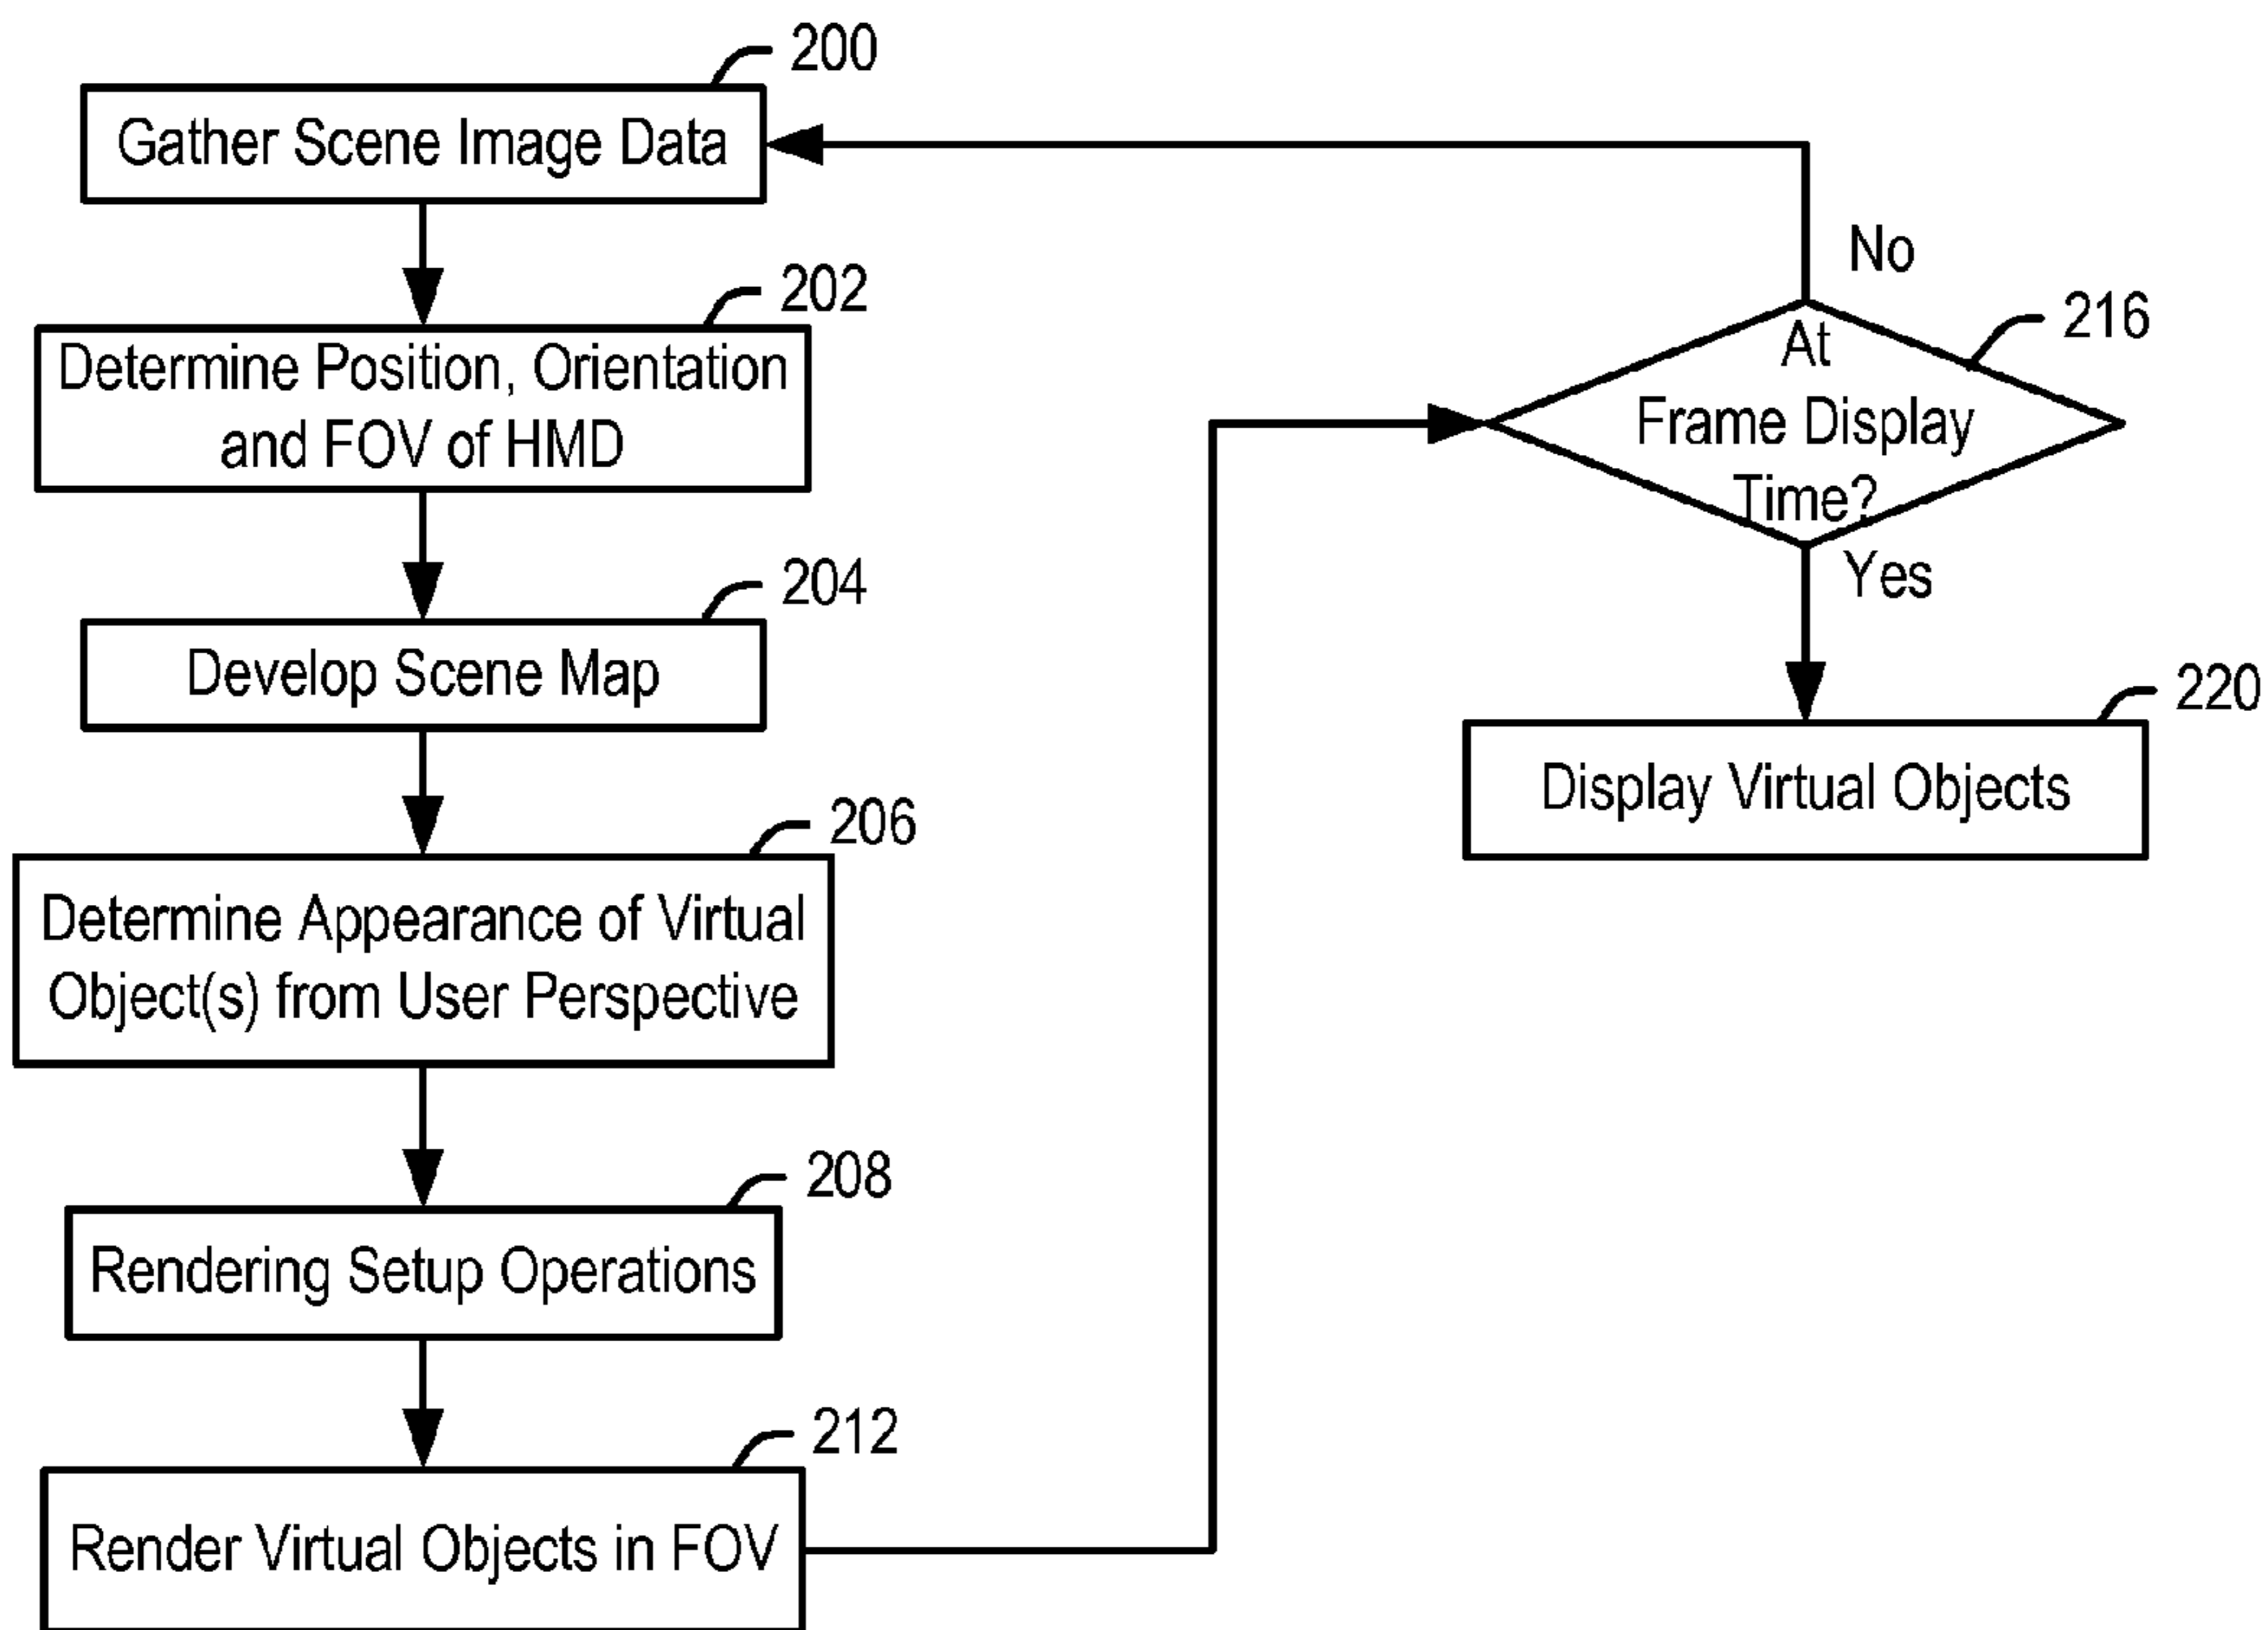 200
Gather Scene Image Data
202
Determine Position, Orientation
and FOV of HMD
204
Develop Scene Map
206
Determine Appearance of Virtual
Object(s) from User Perspective
208
Rendering Setup Operations
212
Render Virtual Objects in FOV
No
216
At
Frame Display
Time?
Yes
220
Display Virtual Objects